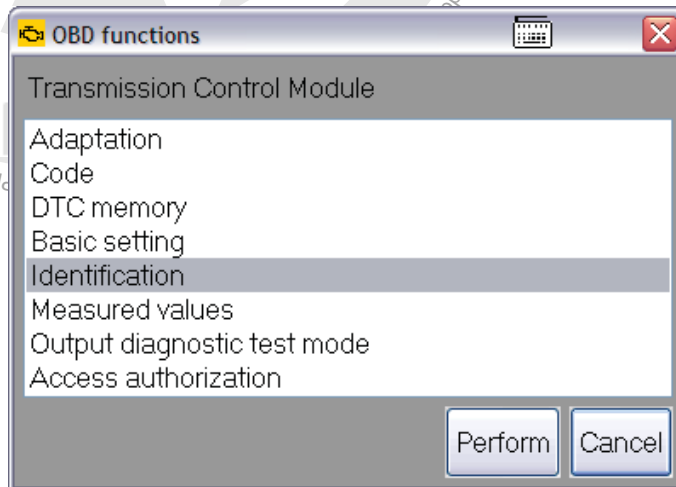 OBD functions
Transmission Control Module
Adaptation
Code
DTC memory
Basic setting
Identification
Measured values
Output diagnostic test mode
Access authorization
Perform
Cancel